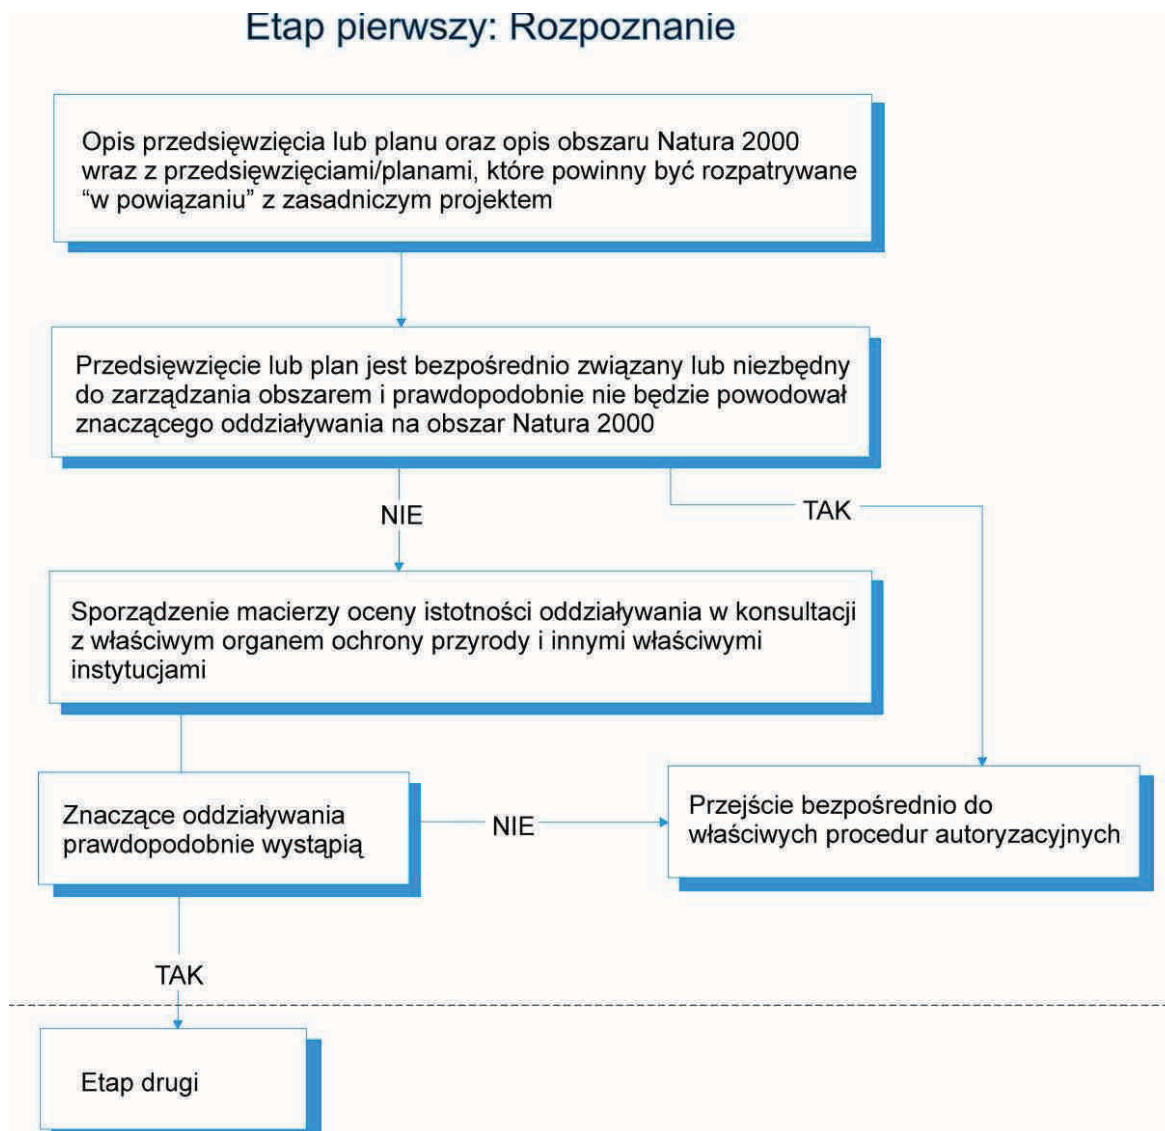 Etap pierwszy: Rozpoznanie
Opis przedsięwzięcia lub planu oraz opis obszaru Natura 2000
wraz z przedsięwzięciami/planami, które powinny być rozpatrywane
“w powiązaniu” z zasadniczym projektem
Przedsięwzięcie lub plan jest bezpośrednio związany lub niezbędny
do zarządzania obszarem i prawdopodobnie nie będzie powodował
znaczącego oddziaływania na obszar Natura 2000
NIE
TAK
Sporządzenie macierzy oceny istotności oddziaływania w konsultacji
z właściwym organem ochrony przyrody i innymi właściwymi
instytucjami
Znaczące oddziaływania
prawdopodobnie wystąpią
NIE
Przejście bezpośrednio do
właściwych procedur autoryzacyjnych
TAK
Etap drugi